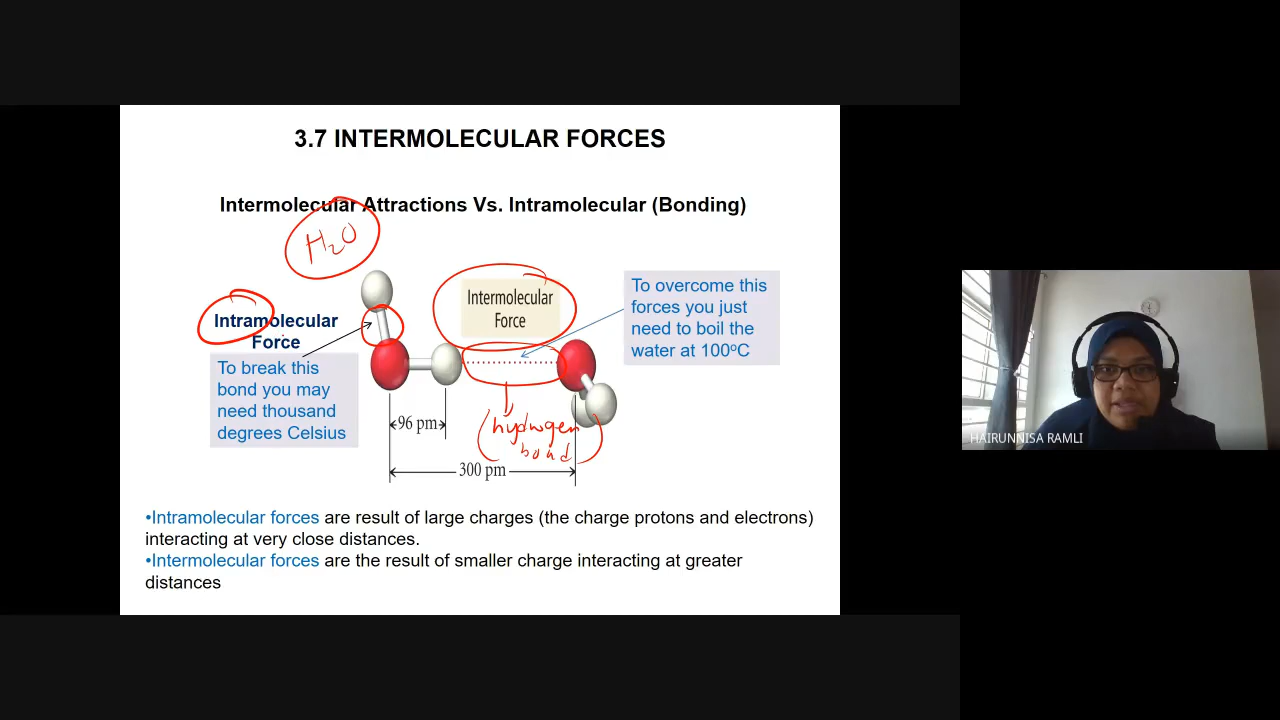 3.7 INTERMOLECULAR FORCES
Intermolecular Attractions Vs. Intramolecular (Bonding)
H2O
Intramolecular
Force
To break this
bond you may
need thousand
degrees Celsius
Intermolecular
Force
To overcome this
forces you just
need to boil the
water at 100°C
96 pm
hydrogen
bond
300 pm
•Intramolecular forces are result of large charges (the charge protons and electrons)
interacting at very close distances.
•Intermolecular forces are the result of smaller charge interacting at greater
distances
HAIRUNNISA RAMLI